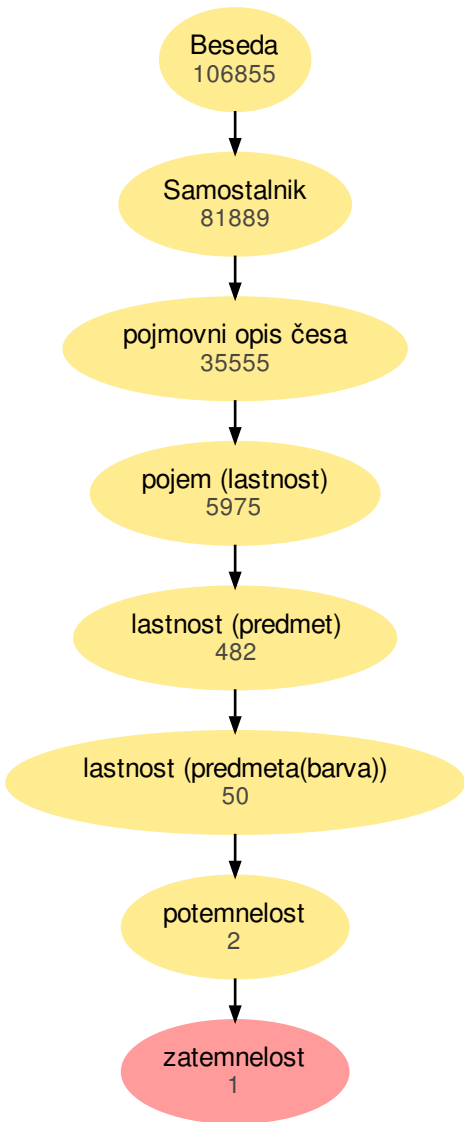 Beseda
106855
Samostalnik
81889
pojmovni opis česa
35555
pojem (lastnost)
5975
lastnost (predmet)
482
lastnost (predmeta(barva))
50
potemnelost
2
zatemnelost
1